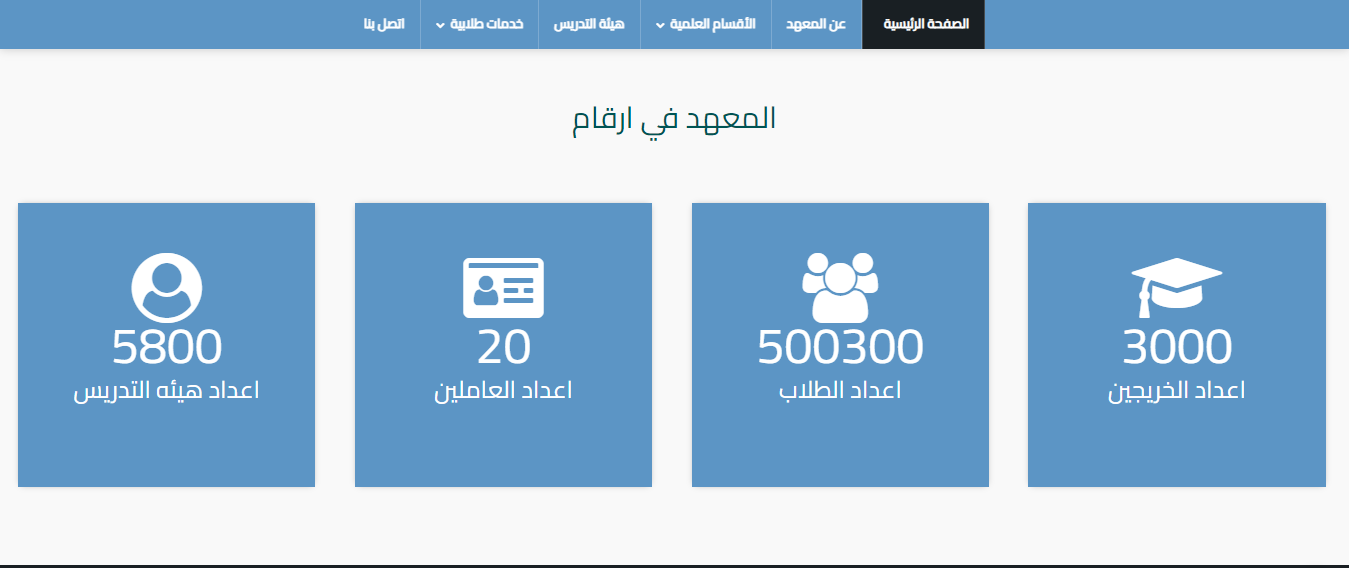 الصفحة الرئيسية
عن المعهد
الأقسام العلمية
هيئة التدريس
خدمات طلابية
اتصل بنا
المعهد في ارقام
3000
اعداد الخريجين
500300
اعداد الطلاب
20
اعداد العاملين
5800
اعداد هيئه التدريس